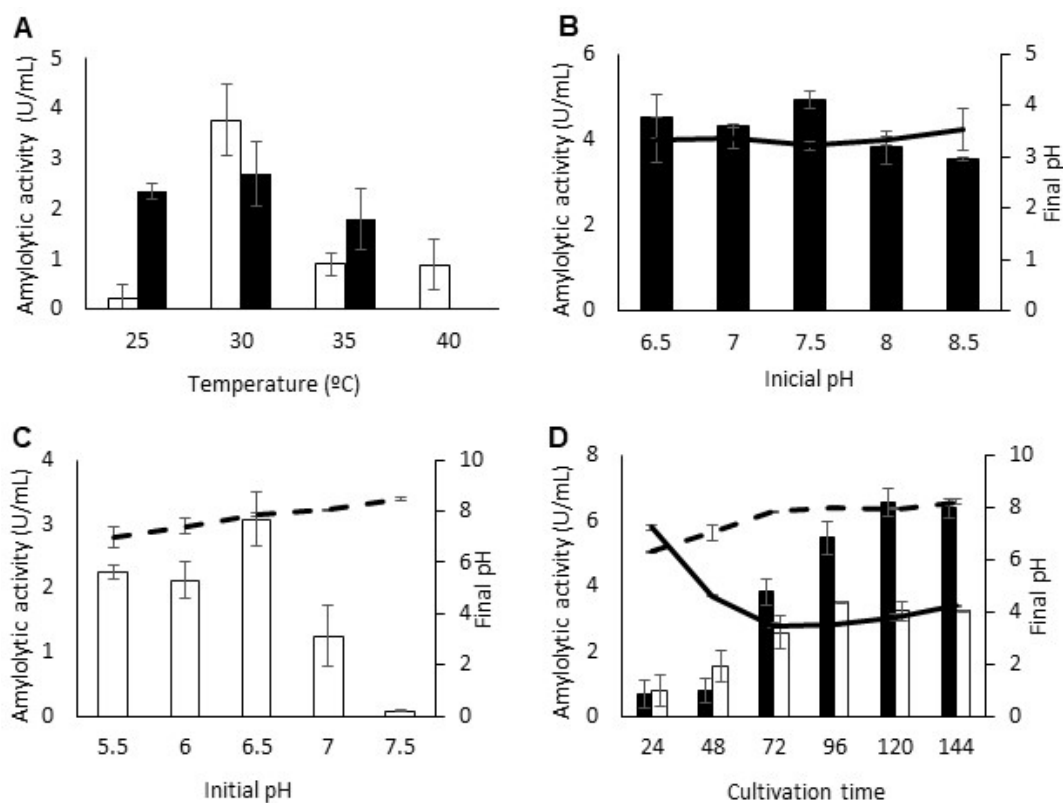 A
Amylolytic activity (U/mL)
5
4
3
2
1
0
25 30 35 40
Temperature (ºC)
B
Amylolytic activity (U/mL)
6
4
2
0
5
4
3
2
1
0
Final pH
6.5 7 7.5 8 8.5
Inicial pH
C
Amylolytic activity (U/mL)
4
3
2
1
0
10
8
6
4
2
0
Final pH
5.5 6 6.5 7 7.5
Initial pH
D
Amylolytic activity (U/mL)
8
6
4
2
0
10
8
6
4
2
0
Final pH
24 48 72 96 120 144
Cultivation time